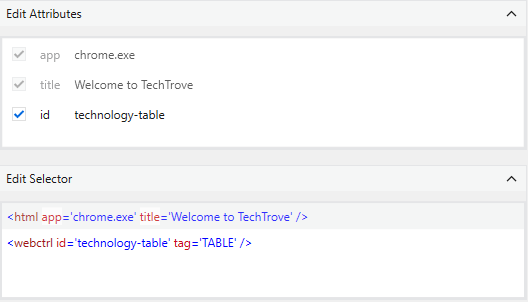 Edit Attributes
app chrome.exe
title Welcome to TechTrove
id technology-table
Edit Selector
<html app='chrome.exe' title='Welcome to TechTrove' />
<webctrl id='technology-table' tag='TABLE' />